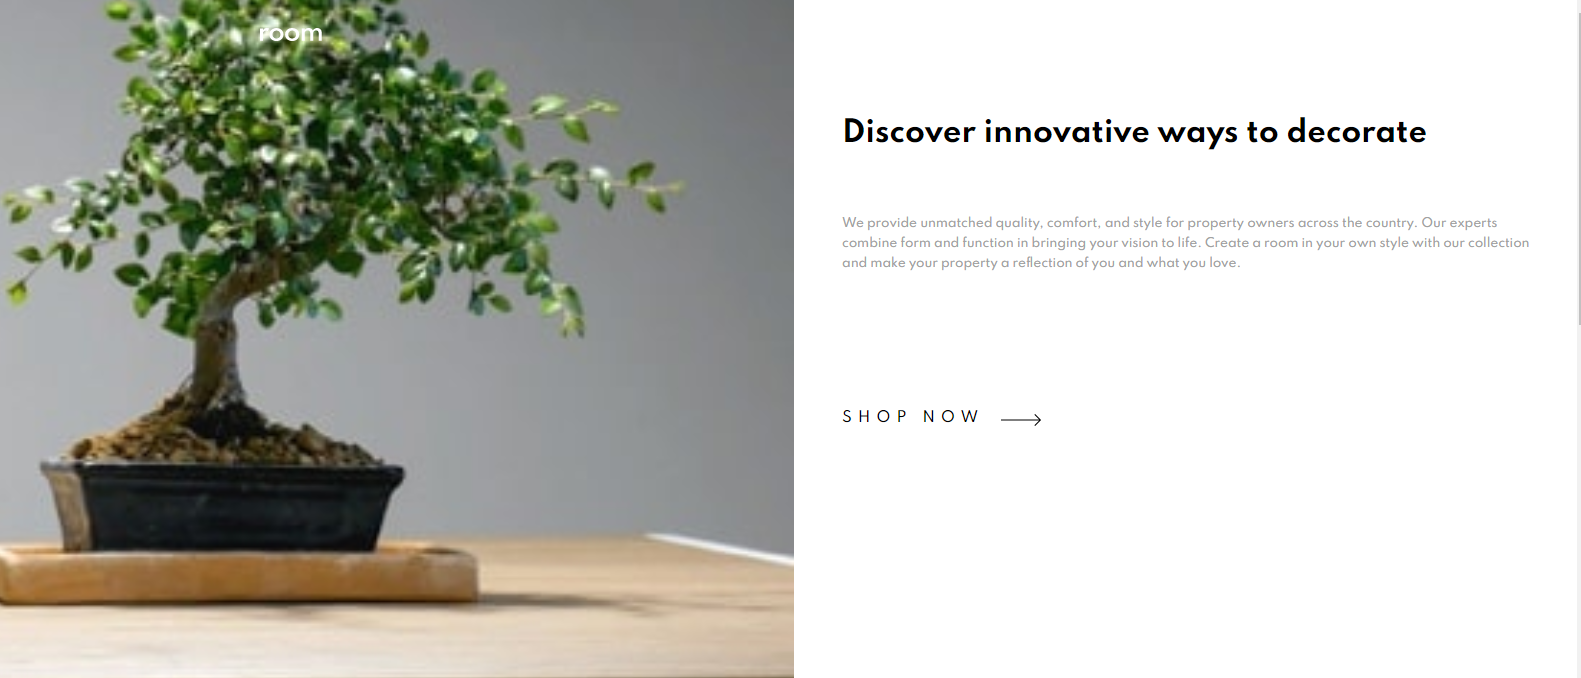 room
Discover innovative ways to decorate
We provide unmatched quality, comfort, and style for property owners across the country. Our experts
combine form and function in bringing your vision to life. Create a room in your own style with our collection
and make your property a reflection of you and what you love.
SHOP NOW